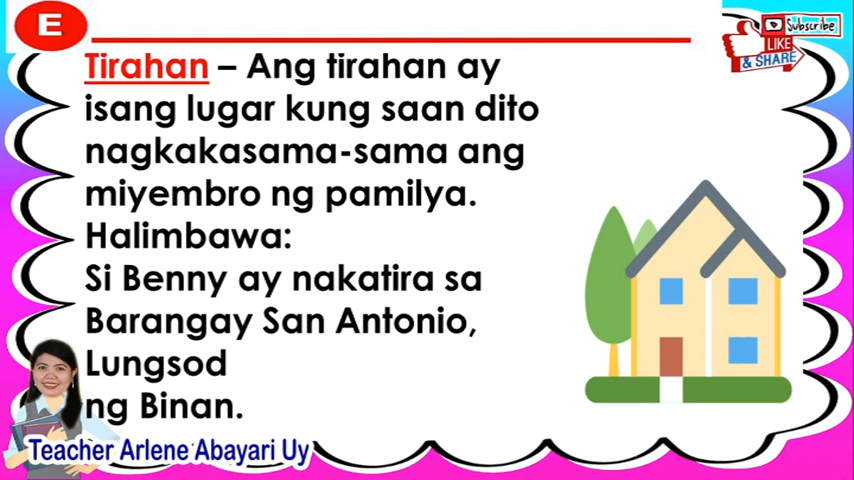 E
Subscribe
LIKE
& SHARE
Tirahan – Ang tirahan ay
isang lugar kung saan dito
nagkakasama-sama ang
miyembro ng pamilya.
Halimbawa:
Si Benny ay nakatira sa
Barangay San Antonio,
Lungsod
ng Binan.
Teacher Arlene Abayari Uy